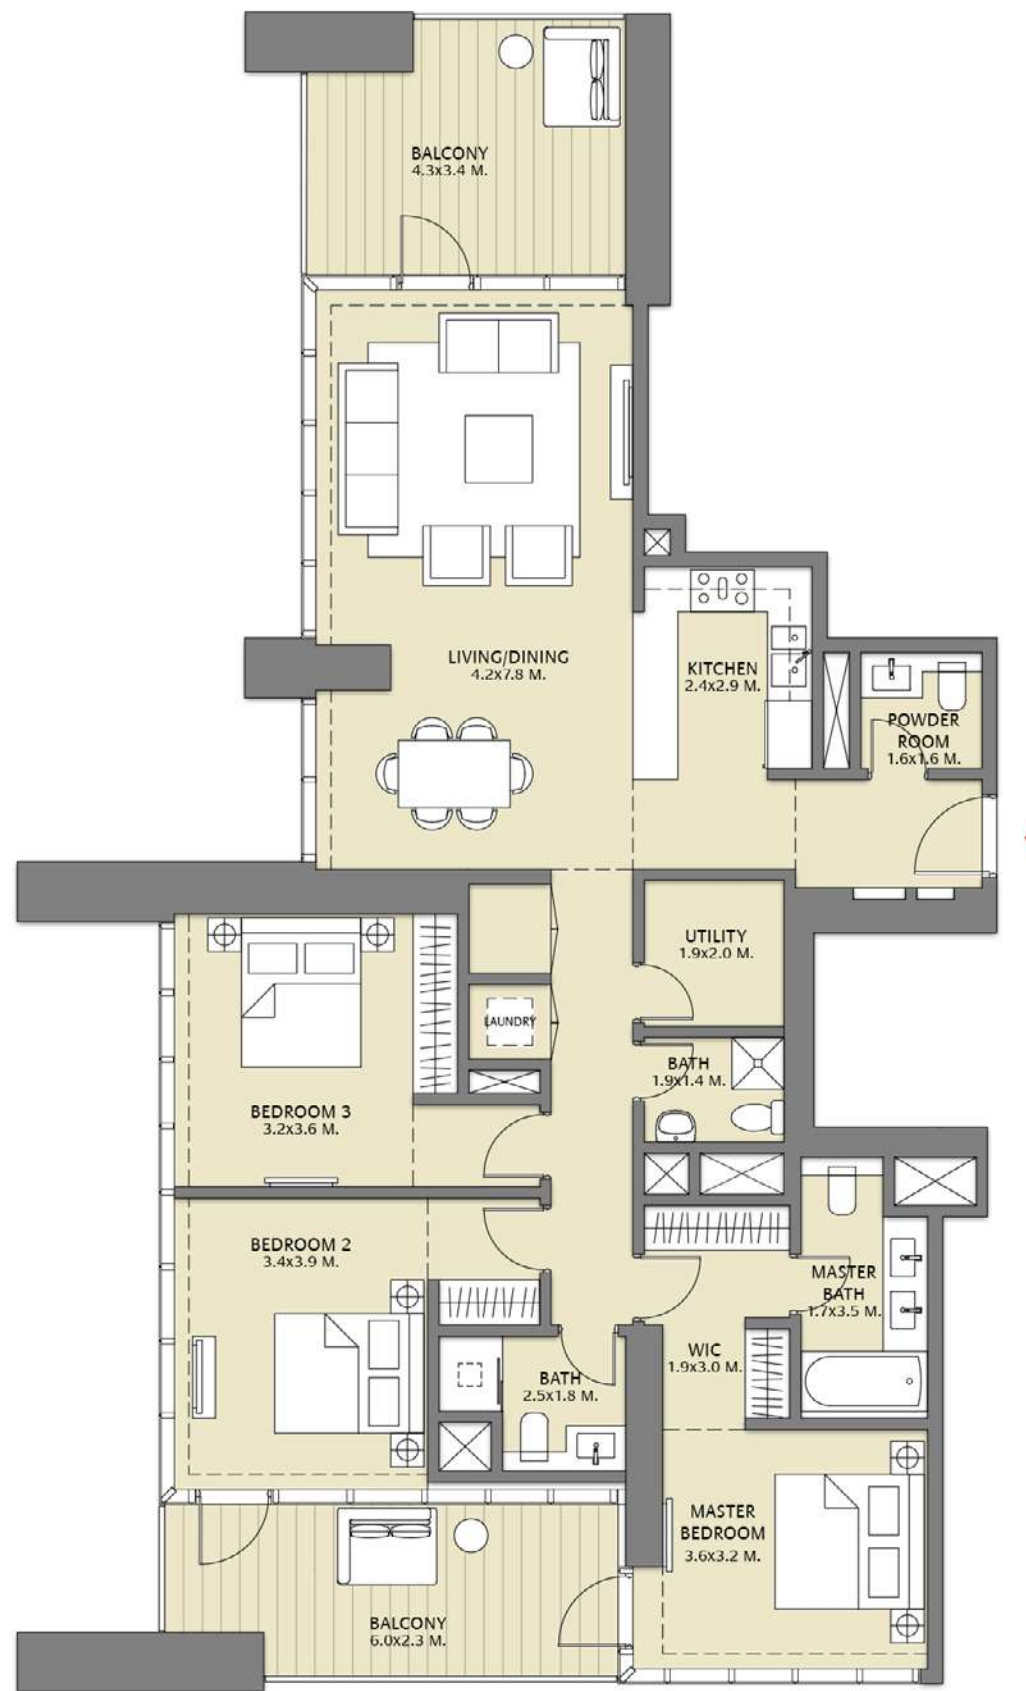 BALCONY
4.3x3.4 M.
LIVING/DINING
4.2x7.8 M.
KITCHEN
2.4x2.9 M.
POWDER
ROOM
1.6x1.6 M.
UTILITY
1.9x2.0 M.
LAUNDRY
BATH
1.9x1.4 M.
BEDROOM 3
3.2x3.6 M.
BEDROOM 2
3.4x3.9 M.
MASTER
BATH
1.7x3.5 M.
WIC
1.9x3.0 M.
BATH
2.5x1.8 M.
MASTER
BEDROOM
3.6x3.2 M.
BALCONY
6.0x2.3 M.